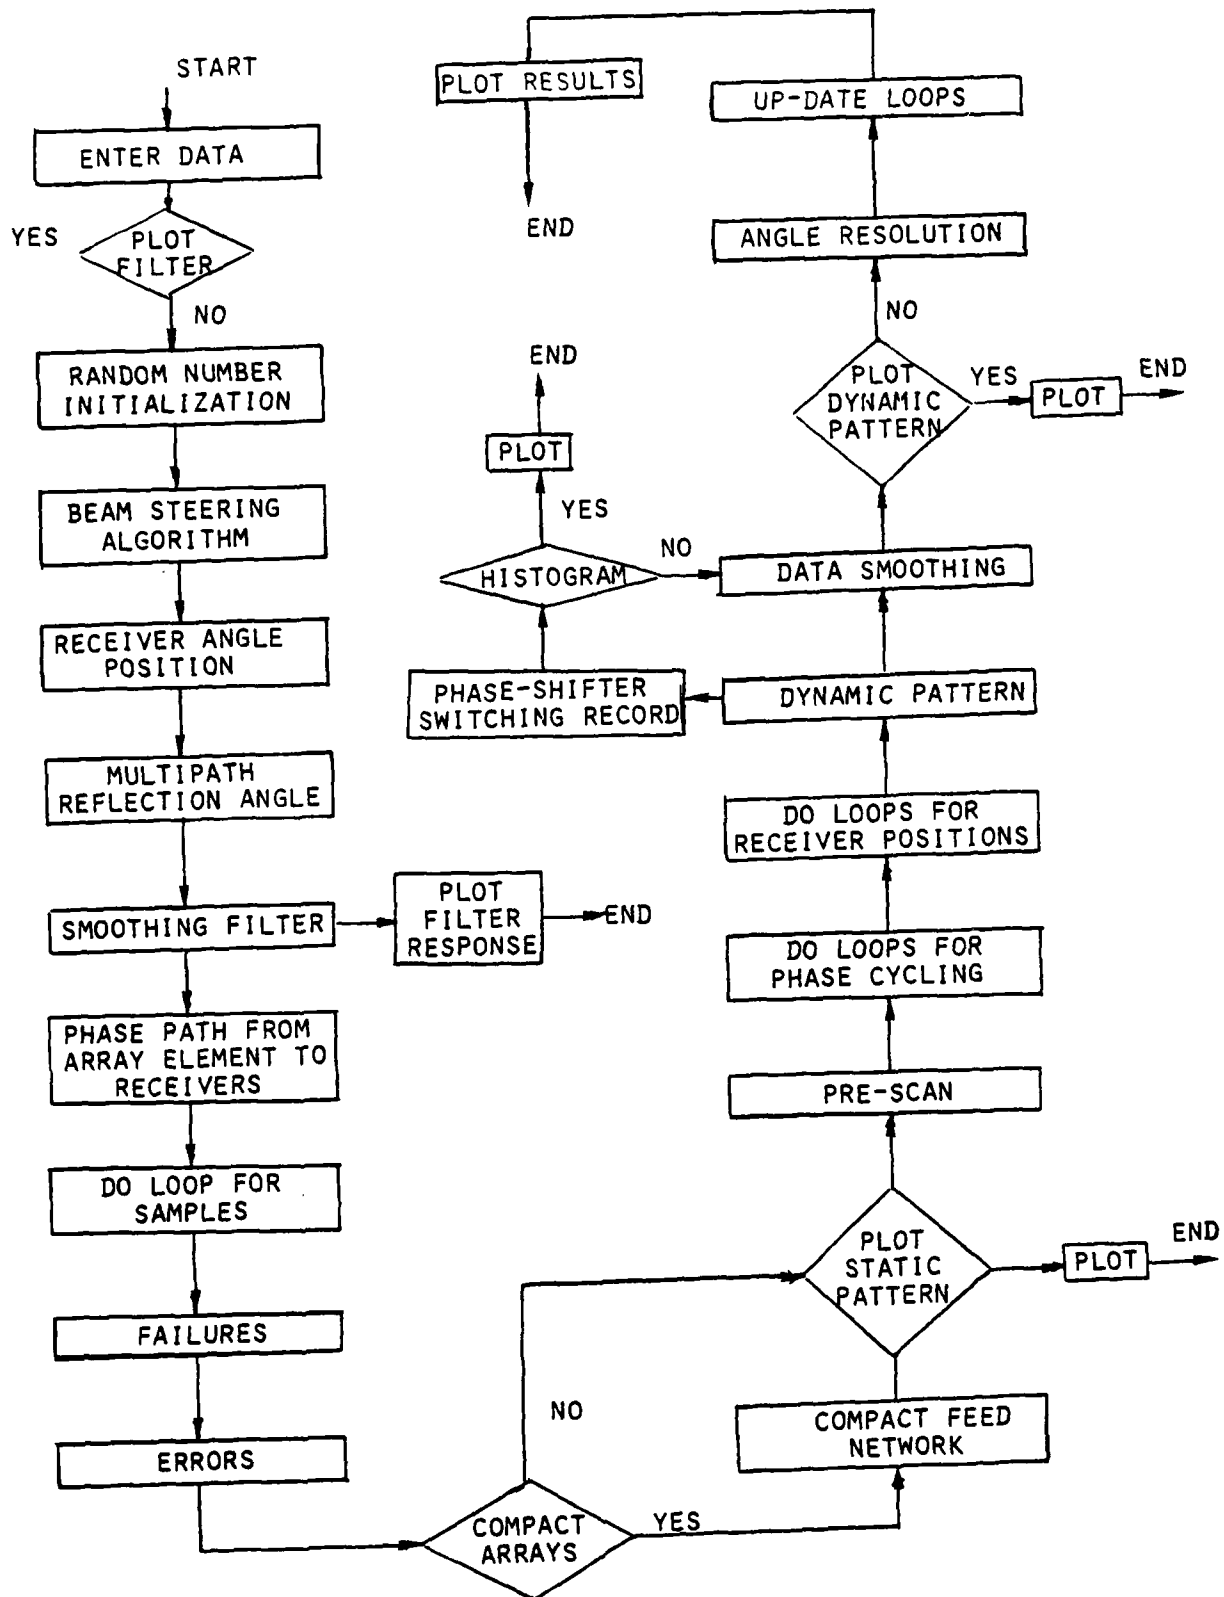 START
ENTER DATA
YES
PLOT
FILTER
NO
RANDOM NUMBER
INITIALIZATION
BEAM STEERING
ALGORITHM
RECEIVER ANGLE
POSITION
MULTIPATH
REFLECTION ANGLE
SMOOTHING FILTER
PLOT
FILTER
RESPONSE
END
PHASE PATH FROM
ARRAY ELEMENT TO
RECEIVERS
DO LOOP FOR
SAMPLES
FAILURES
ERRORS
COMPACT
ARRAYS
NO
YES
COMPACT FEED
NETWORK
PLOT
STATIC
PATTERN
PLOT
END
PRE-SCAN
DO LOOPS FOR
PHASE CYCLING
DO LOOPS FOR
RECEIVER POSITIONS
DYNAMIC PATTERN
PHASE-SHIFTER
SWITCHING RECORD
HISTOGRAM
YES
PLOT
END
NO
DATA SMOOTHING
PLOT
DYNAMIC
PATTERN
YES
PLOT
END
NO
ANGLE RESOLUTION
UP-DATE LOOPS
PLOT RESULTS
END